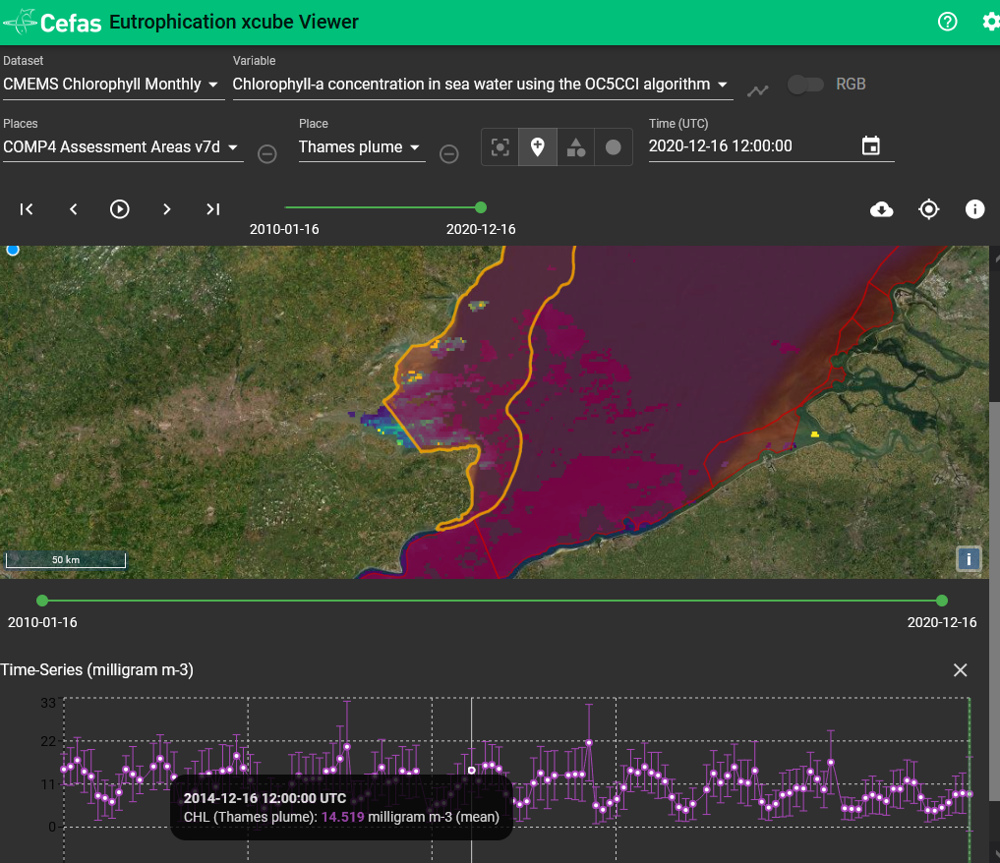 Cefas Eutrophication xcube Viewer
Dataset
Variable
CMEMS Chlorophyll Monthly
Chlorophyll-a concentration in sea water using the OC5CCI algorithm
RGB
Places
Place
Time (UTC)
COMP4 Assessment Areas v7d
Thames plume
2020-12-16 12:00:00
2010-01-16
2020-12-16
50 km
i
2010-01-16
2020-12-16
Time-Series (milligram m-3)
33
22
11
0
2014-12-16 12:00:00 UTC
CHL (Thames plume): 14.519 milligram m-3 (mean)